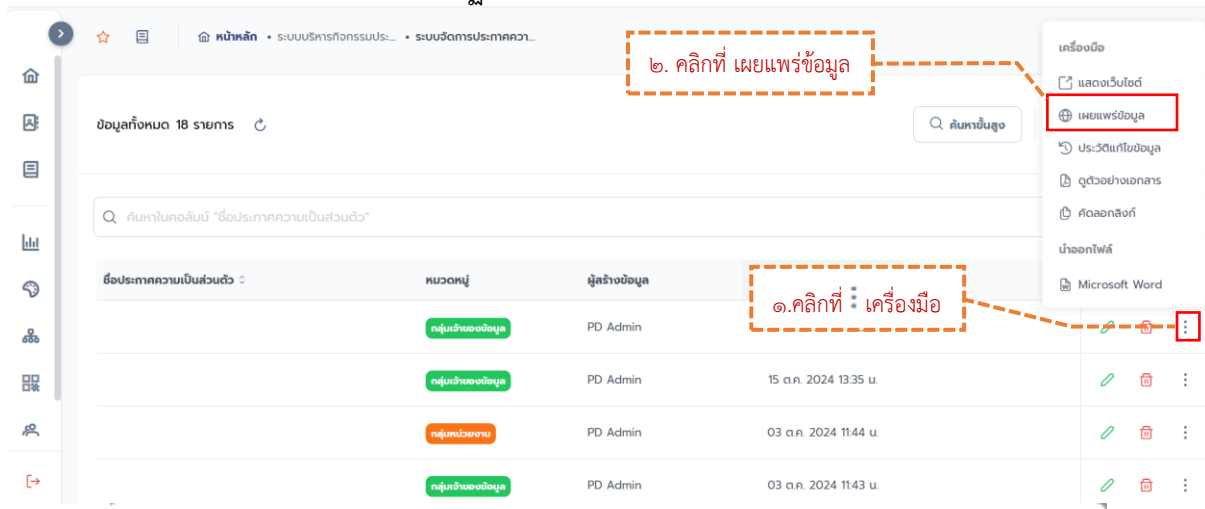 หน้าหลัก • ระบบบริหารกิจกรรมประ... • ระบบจัดการประกาศควา...
๒. คลิกที่ เผยแพร่ข้อมูล
เครื่องมือ
แสดงเว็บไซต์
เผยแพร่ข้อมูล
ประวัติแก้ไขข้อมูล
ดูตัวอย่างเอกสาร
คัดลอกลิงก์
นำออกไฟล์
Microsoft Word
ข้อมูลทั้งหมด 18 รายการ
ค้นหาขั้นสูง
ค้นหาในคอลัมน์ "ชื่อประกาศความเป็นส่วนตัว"
ชื่อประกาศความเป็นส่วนตัว หมวดหมู่ ผู้สร้างข้อมูล
๑.คลิกที่ ⋮ เครื่องมือ
กลุ่มเจ้าของข้อมูล PD Admin
กลุ่มเจ้าของข้อมูล PD Admin 15 ต.ค. 2024 13:35 น.
กลุ่มหน่วยงาน PD Admin 03 ต.ค. 2024 11:44 น.
กลุ่มเจ้าของข้อมูล PD Admin 03 ต.ค. 2024 11:43 น.